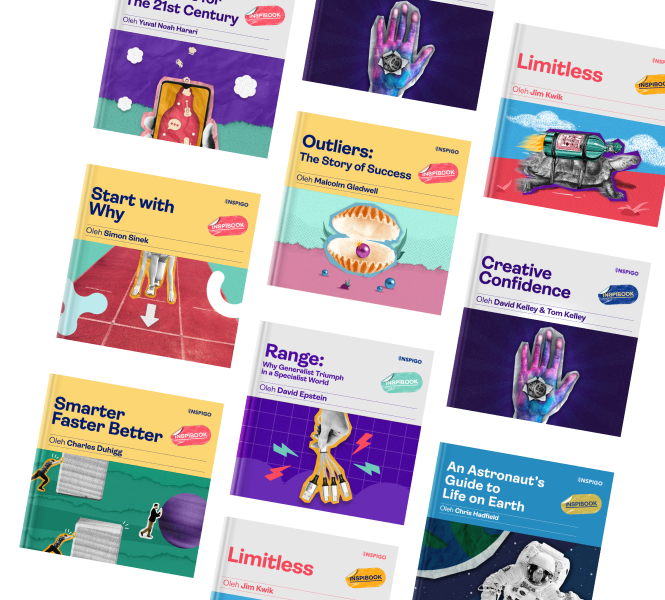 The 21st Century
INSPIBOOK
Oleh Yuval Noah Harari
Limitless
INSPIBOOK
Oleh Jim Kwik
Outliers:
The Story of Success
INSPIGO
INSPIBOOK
Oleh Malcolm Gladwell
Start with
Why
INSPIGO
INSPIBOOK
Oleh Simon Sinek
Creative
Confidence
INSPIGO
INSPIBOOK
Oleh David Kelley & Tom Kelley
Range:
Why Generalist Triumph
in a Specialist World
INSPIGO
INSPIBOOK
Oleh David Epstein
Smarter
Faster Better
INSPIGO
INSPIBOOK
Oleh Charles Duhigg
An Astronaut's
Guide to
Life on Earth
INSPIGO
INSPIBOOK
Oleh Chris Hadfield
Limitless
INSPIGO
INSPIBOOK
Oleh Jim Kwik